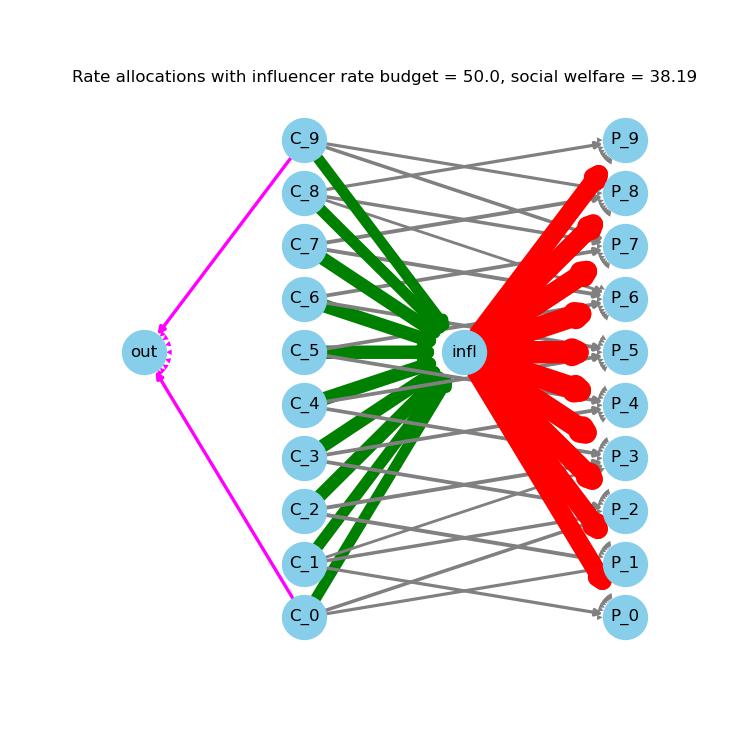 Rate allocations with influencer rate budget = 50.0, social welfare = 38.19
C_9 P_9
C_8 P_8
C_7 P_7
C_6 P_6
out C_5 infl P_5
C_4 P_4
C_3 P_3
C_2 P_2
C_1 P_1
C_0 P_0